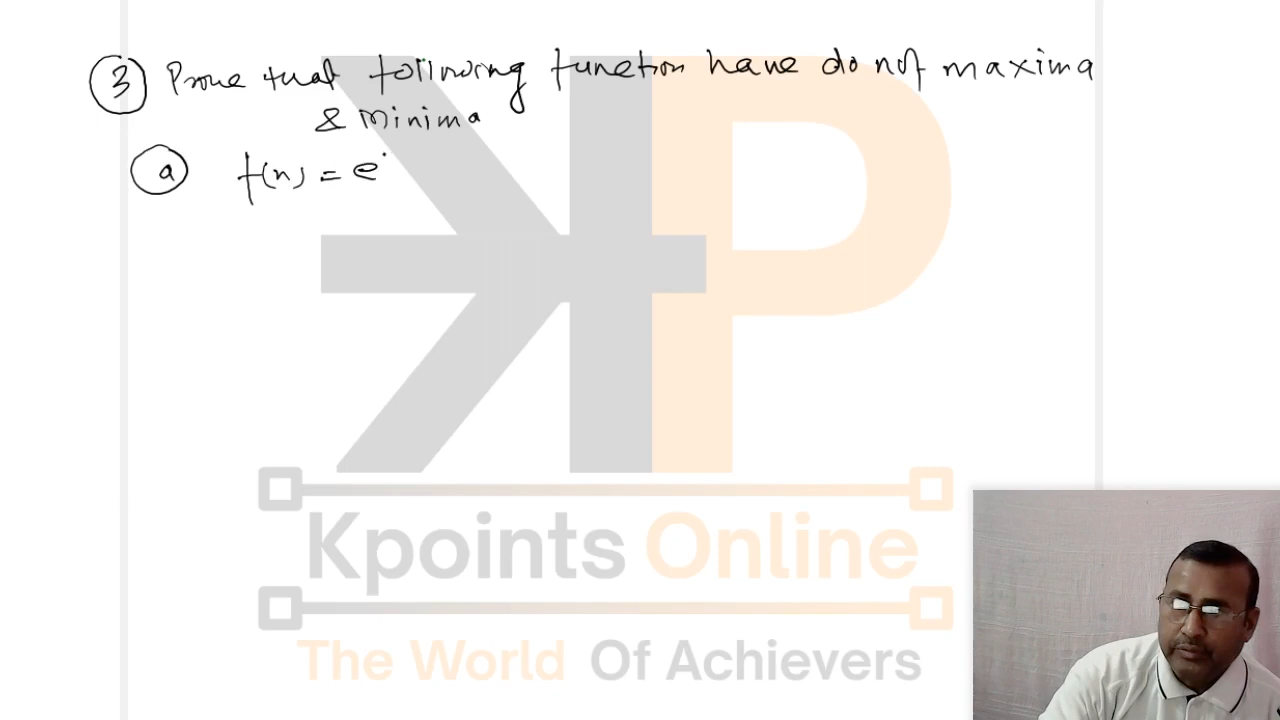 3 Prove that following function have do not maxima
& Minima
a f(x) = e
Kpoints Online
The World Of Achievers